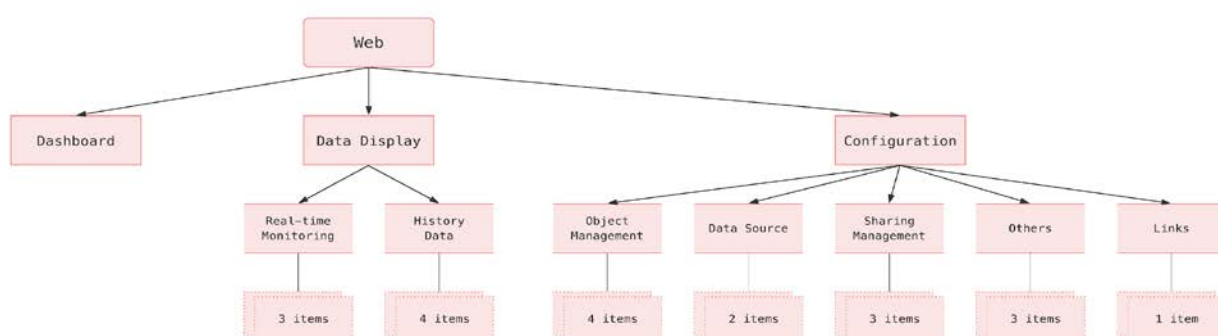 Web
Dashboard
Data Display
Configuration
Real-time
Monitoring
History
Data
Object
Management
Data Source
Sharing
Management
Others
Links
3 items
4 items
4 items
2 items
3 items
3 items
1 item